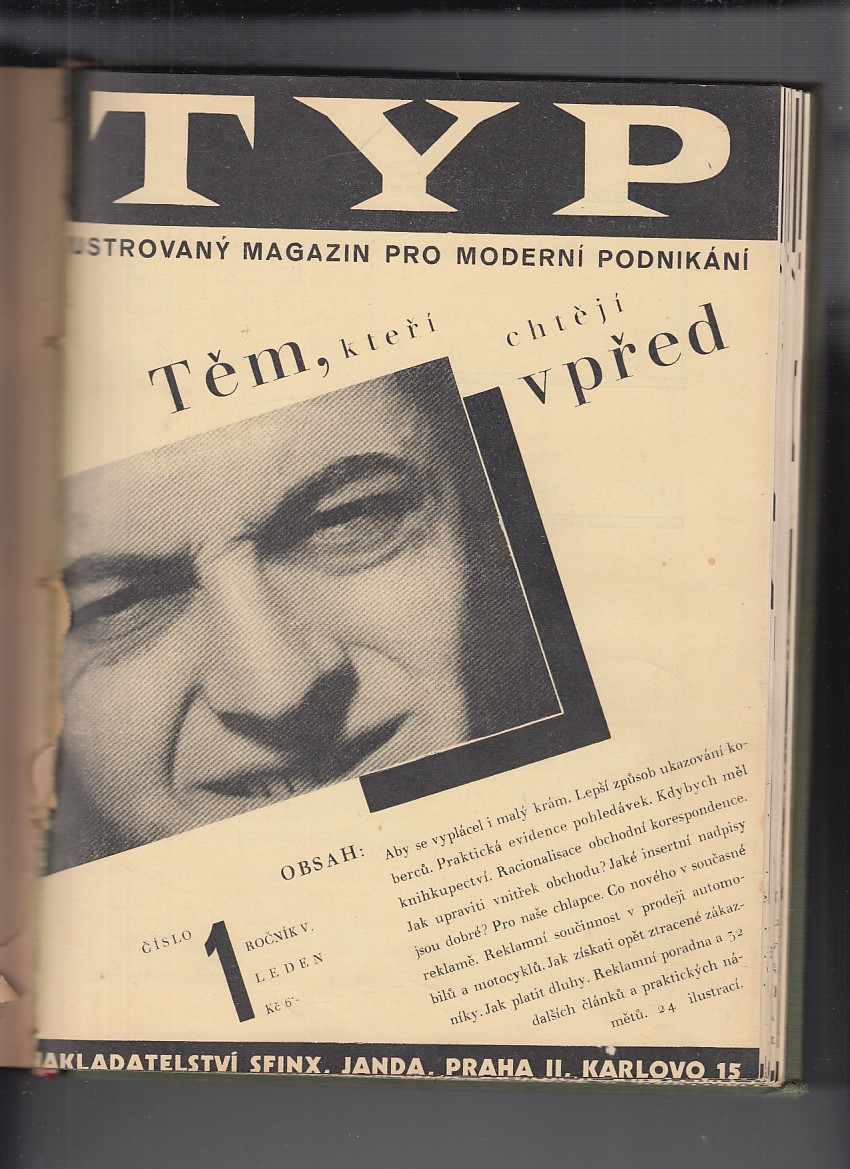 TYP
USTROVANÝ MAGAZIN PRO MODERNÍ PODNIKÁNÍ
Těm, kteří chtějí
vpřed
OBSAH:
Aby se vyplácel i malý krám. Lepší způsob ukazování ko-
berců. Praktická evidence pohledávek. Kdybych měl
knihkupectví. Racionalisace obchodní korespondence.
Jak upraviti vnitřek obchodu? Jaké insertní nadpisy
jsou dobré? Pro naše chlapce. Co nového v současné
reklamě. Reklamní součinnost v prodeji automo-
bilů a motocyklů. Jak získati opět ztracené zákaz-
níky. Jak platit dluhy. Reklamní poradna a 32
dalších článků a praktických ná-
mětů. 24 ilustrací.
ČÍSLO
1
ROČNÍK V.
LEDEN
Kč 6·-
NAKLADATELSTVÍ SFINX. JANDA. PRAHA II. KARLOVO 15